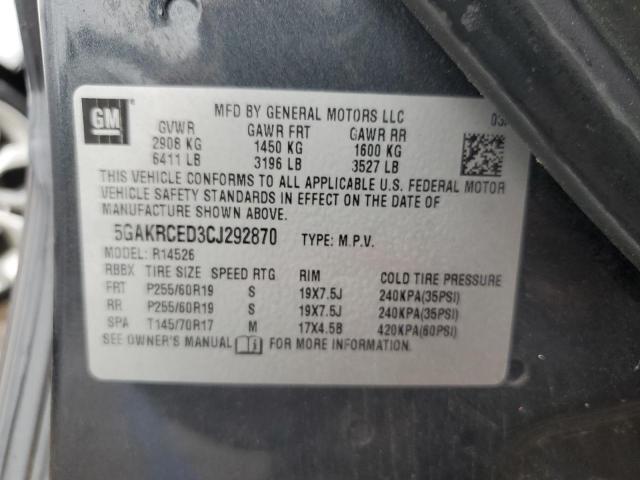 GM
MFD BY GENERAL MOTORS LLC
GVWR GAWR FRT GAWR RR
2908 KG 1450 KG 1600 KG
6411 LB 3196 LB 3527 LB
THIS VEHICLE CONFORMS TO ALL APPLICABLE U.S. FEDERAL MOTOR
VEHICLE SAFETY STANDARDS IN EFFECT ON THE DATE OF
MANUFACTURE SHOWN ABOVE.
5GAKRCED3CJ292870 TYPE: M.P.V.
MODEL: R14526
RBBX TIRE SIZE SPEED RTG RIM COLD TIRE PRESSURE
FRT P255/60R19 S 19X7.5J 240KPA(35PSI)
RR P255/60R19 S 19X7.5J 240KPA(35PSI)
SPA T145/70R17 M 17X4.5B 420KPA(60PSI)
SEE OWNER'S MANUAL FOR MORE INFORMATION.